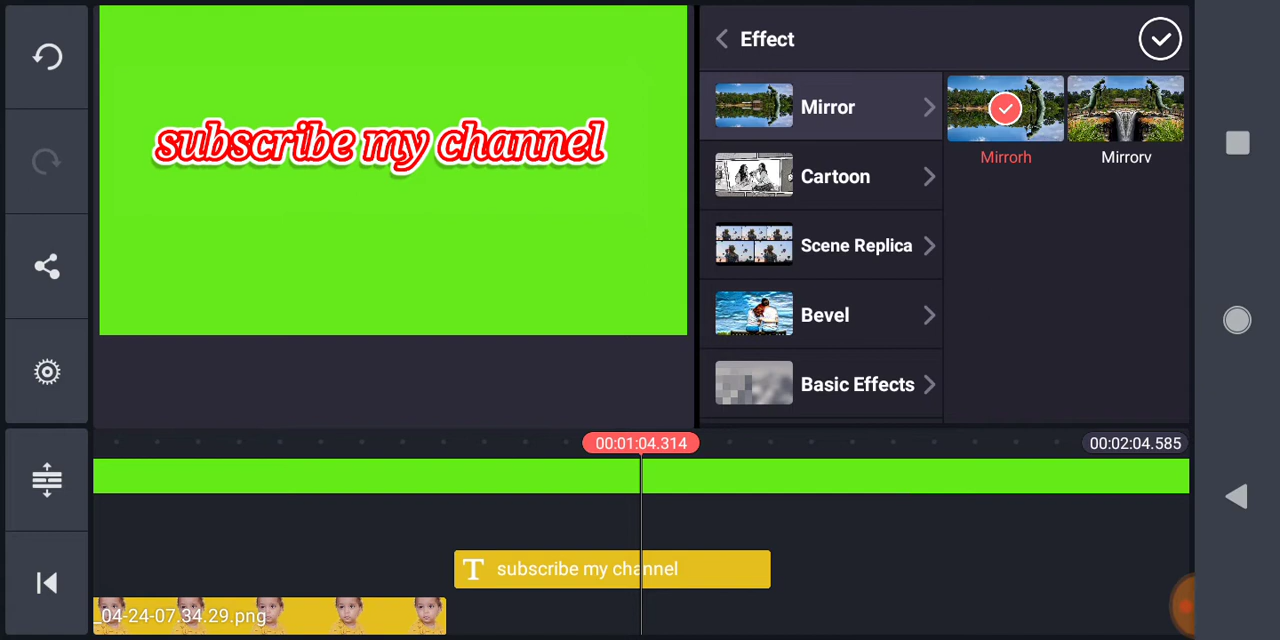 subscribe my channel
Effect
Mirror
Cartoon
Scene Replica
Bevel
Basic Effects
Mirrorh
Mirrorv
00:01:04.314
00:02:04.585
T subscribe my channel
_04-24-07.34.29.png